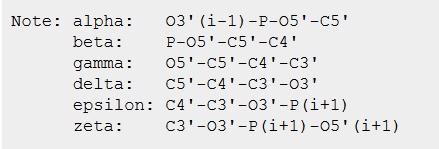 Note: alpha:   O3'(i-1)-P-O5'-C5'
beta:    P-O5'-C5'-C4'
gamma:   O5'-C5'-C4'-C3'
delta:   C5'-C4'-C3'-O3'
epsilon: C4'-C3'-O3'-P(i+1)
zeta:    C3'-O3'-P(i+1)-O5'(i+1)